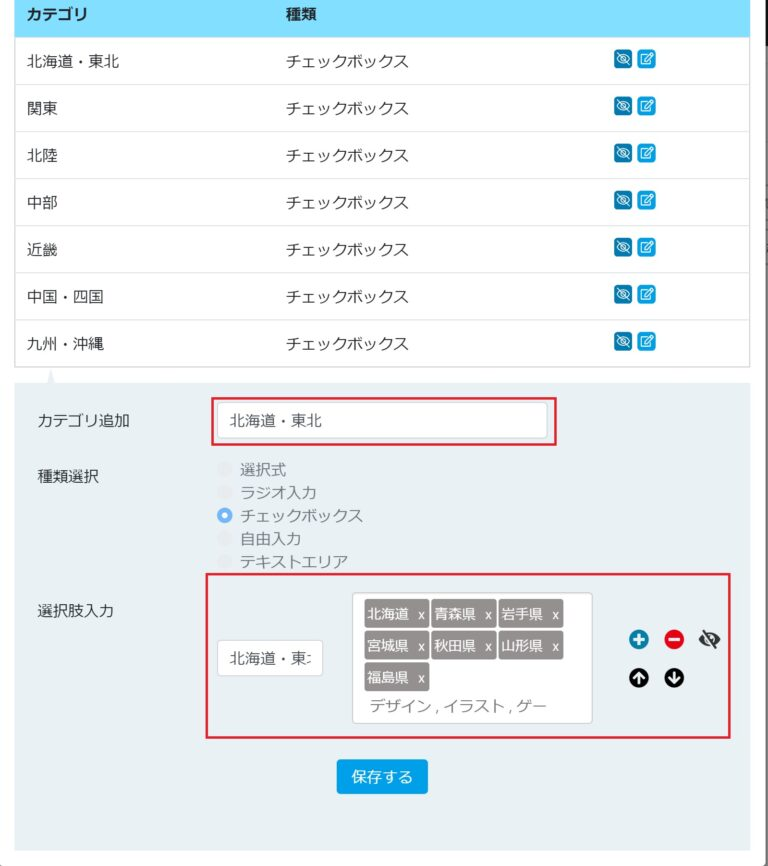 カテゴリ 種類
北海道・東北 チェックボックス
関東 チェックボックス
北陸 チェックボックス
中部 チェックボックス
近畿 チェックボックス
中国・四国 チェックボックス
九州・沖縄 チェックボックス
カテゴリ追加 北海道・東北
種類選択
選択式
ラジオ入力
チェックボックス
自由入力
テキストエリア
選択肢入力
北海道・東
北海道 x 青森県 x 岩手県 x
宮城県 x 秋田県 x 山形県 x
福島県 x
デザイン , イラスト , ゲー
保存する